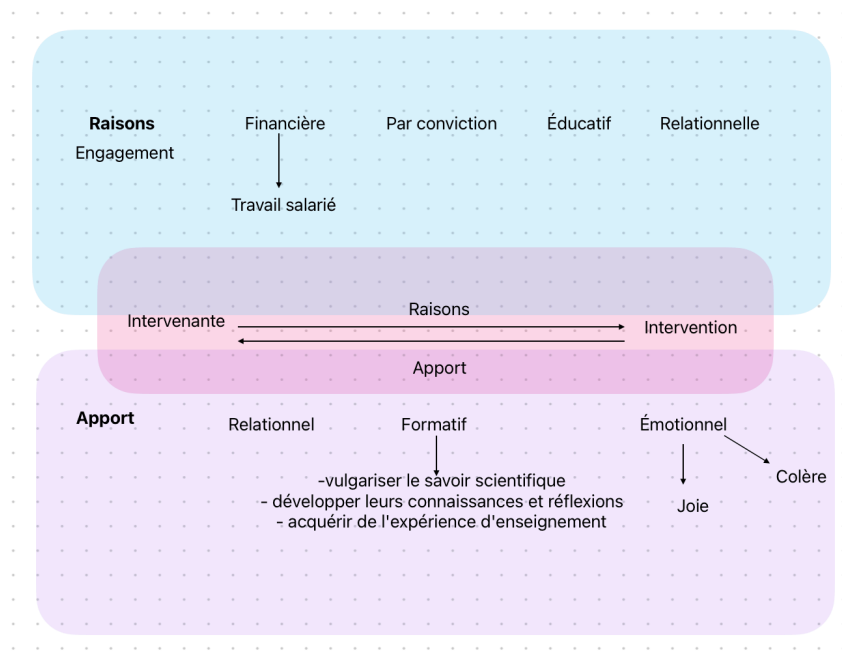 Raisons
Engagement
Financière
Par conviction
Éducatif
Relationnelle
Travail salarié
Raisons
Intervenante
Intervention
Apport
Apport
Relationnel
Formatif
Émotionnel
-vulgariser le savoir scientifique
- développer leurs connaissances et réflexions
- acquérir de l'expérience d'enseignement
Colère
Joie